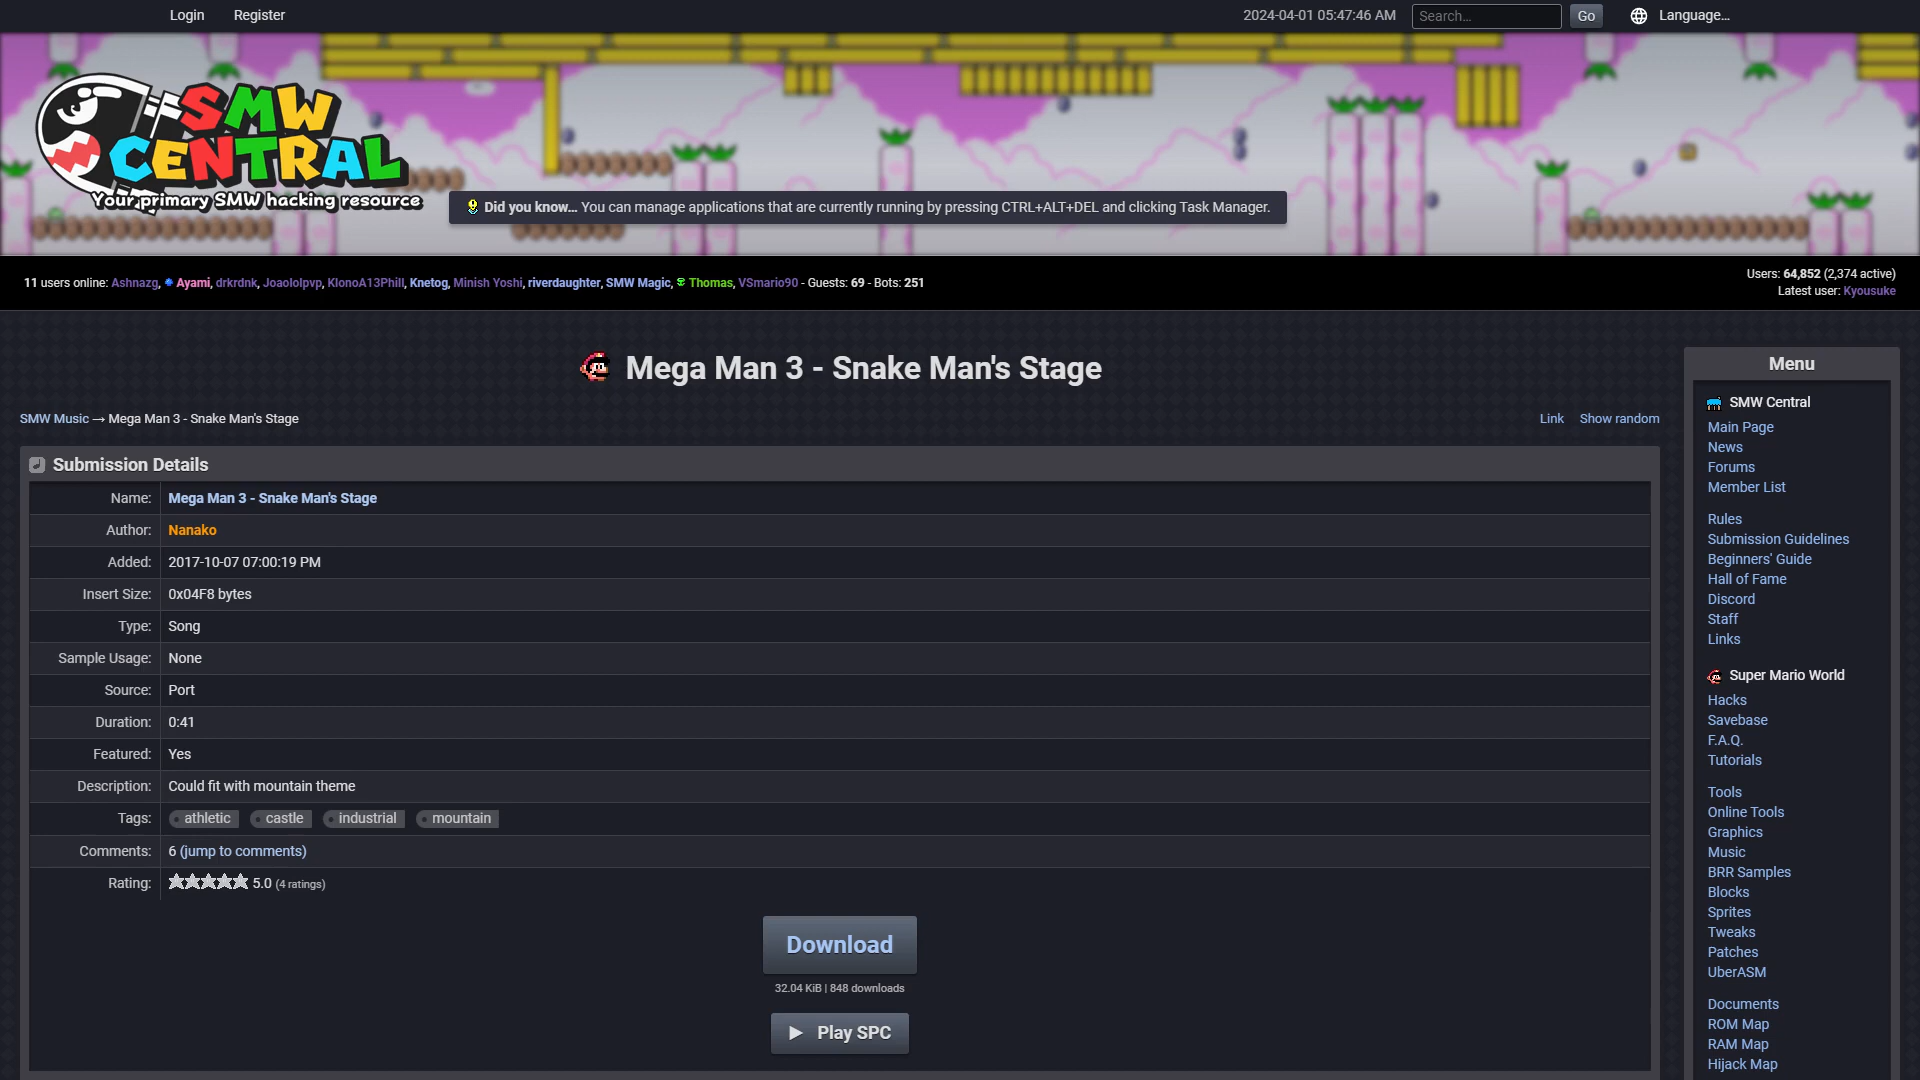 Login Register 2024-04-01 05:47:46 AM Search... Go Language...
SMW
CENTRAL
Your primary SMW hacking resource
Did you know... You can manage applications that are currently running by pressing CTRL+ALT+DEL and clicking Task Manager.
11 users online: Ashnazg, Ayami, drkrdnk, Joaololpvp, KlonoA13Phill, Knetog, Minish Yoshi, riverdaughter, SMW Magic, Thomas, VSmario90 - Guests: 69 - Bots: 251
Users: 64,852 (2,374 active)
Latest user: Kyousuke
Mega Man 3 - Snake Man's Stage
SMW Music → Mega Man 3 - Snake Man's Stage
Link Show random
Submission Details
Name: Mega Man 3 - Snake Man's Stage
Author: Nanako
Added: 2017-10-07 07:00:19 PM
Insert Size: 0x04F8 bytes
Type: Song
Sample Usage: None
Source: Port
Duration: 0:41
Featured: Yes
Description: Could fit with mountain theme
Tags: athletic castle industrial mountain
Comments: 6 (jump to comments)
Rating: 5.0 (4 ratings)
Download
32.04 KiB | 848 downloads
Play SPC
Menu
SMW Central
Main Page
News
Forums
Member List
Rules
Submission Guidelines
Beginners' Guide
Hall of Fame
Discord
Staff
Links
Super Mario World
Hacks
Savebase
F.A.Q.
Tutorials
Tools
Online Tools
Graphics
Music
BRR Samples
Blocks
Sprites
Tweaks
Patches
UberASM
Documents
ROM Map
RAM Map
Hijack Map